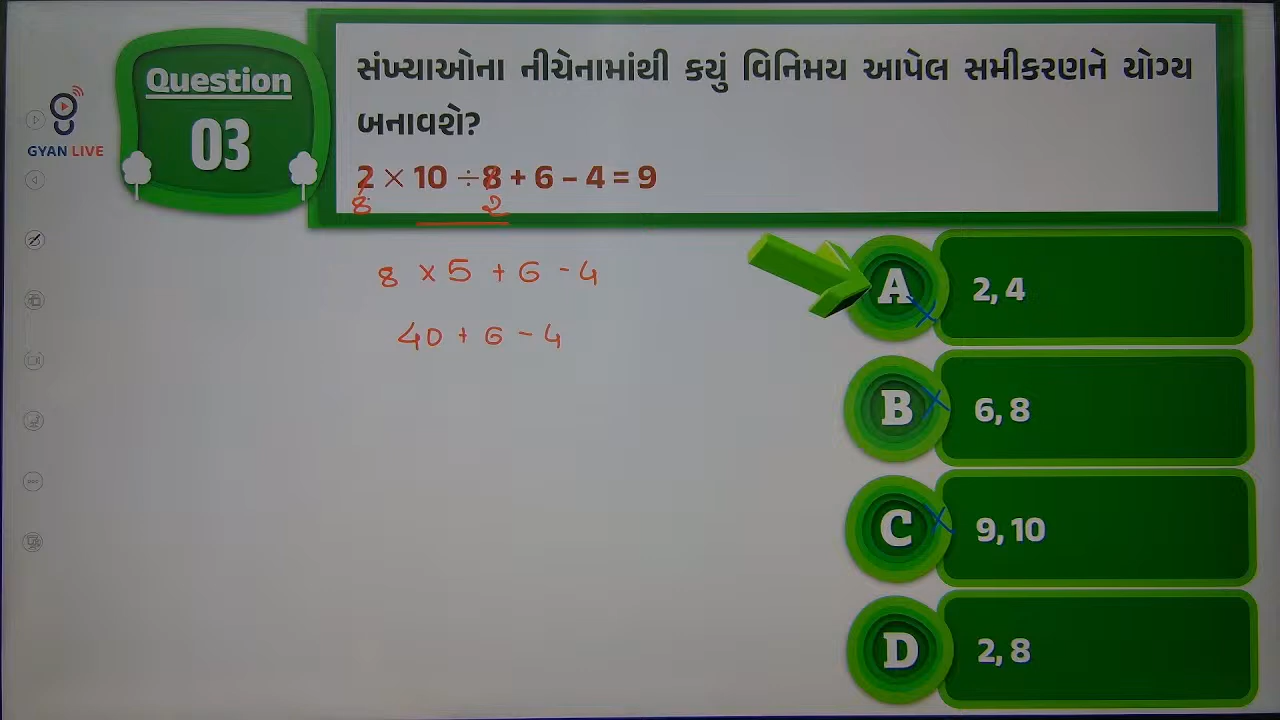 Question
03
GYAN LIVE
સંખ્યાઓના નીચેનામાંથી કયું વિનિમય આપેલ સમીકરણને યોગ્ય
બનાવશે?
2 × 10 ÷ 8 + 6 – 4 = 9
8 2
8 × 5 + 6 - 4
40 + 6 - 4
A 2, 4
B 6, 8
C 9, 10
D 2, 8